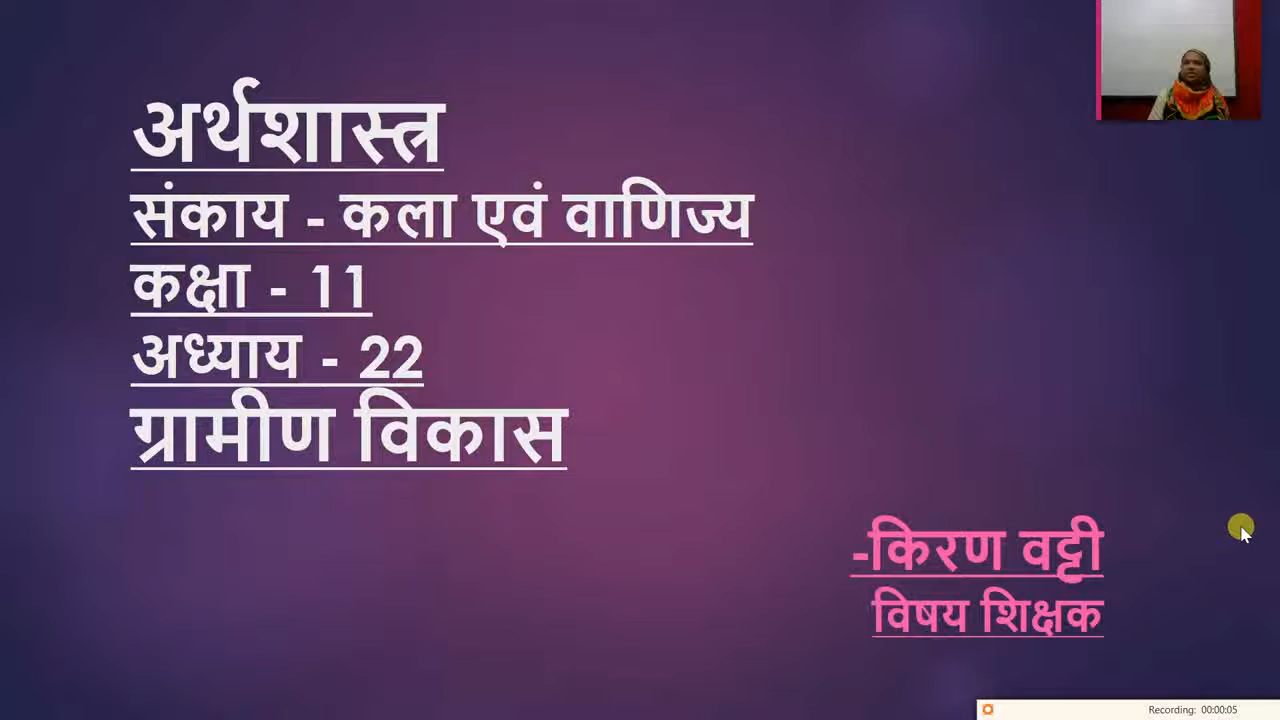 अर्थशास्त्र
संकाय - कला एवं वाणिज्य
कक्षा - 11
अध्याय - 22
ग्रामीण विकास
-किरण वट्टी
विषय शिक्षक
Recording: 00:00:05